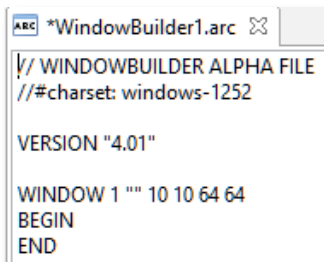 ARC *WindowBuilder1.arc
// WINDOWBUILDER ALPHA FILE
//#charset: windows-1252
VERSION "4.01"
WINDOW 1 "" 10 10 64 64
BEGIN
END